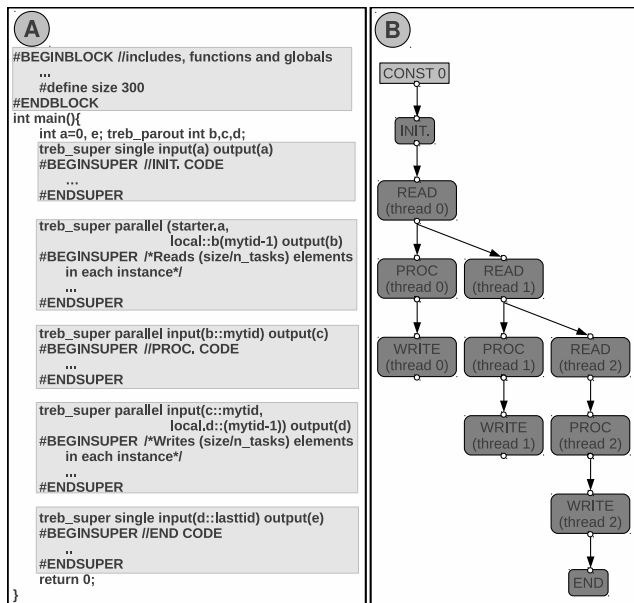 A
#BEGINBLOCK //includes, functions and globals
...
#define size 300
#ENDBLOCK
int main(){
int a=0, e; treb_parout int b,c,d;
treb_super single input(a) output(a)
#BEGINSUPER //INIT. CODE
...
#ENDSUPER
treb_super parallel (starter.a,
local::b(mytid-1) output(b)
#BEGINSUPER /*Reads (size/n_tasks) elements
in each instance*/
...
#ENDSUPER
treb_super parallel input(b::mytid) output(c)
#BEGINSUPER //PROC. CODE
...
#ENDSUPER
treb_super parallel input(c::mytid,
local.d::(mytid-1)) output(d)
#BEGINSUPER /*Writes (size/n_tasks) elements
in each instance*/
...
#ENDSUPER
treb_super single input(d::lasttid) output(e)
#BEGINSUPER //END CODE
..
#ENDSUPER
return 0;
}
B
CONST 0
INIT.
READ
(thread 0)
PROC
(thread 0)
READ
(thread 1)
WRITE
(thread 0)
PROC
(thread 1)
READ
(thread 2)
WRITE
(thread 1)
PROC
(thread 2)
WRITE
(thread 2)
END